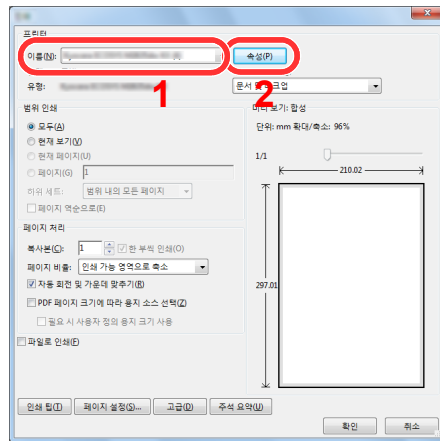 프린터
이름(N):
속성(P)
1
2
유형:
문서 및
크업
범위 인쇄
미리 보기: 합성
모두(A)
단위: mm 확대/축소: 96%
현재 보기(V)
현재 페이지(U)
1/1
페이지(G) 1
210.02
하위 세트: 범위 내의 모든 페이지
페이지 역순으로(E)
페이지 처리
복사본(C): 1 한 부씩 인쇄(O)
페이지 비율: 인쇄 가능 영역으로 축소
자동 회전 및 가운데 맞추기(R)
297.01
PDF 페이지 크기에 따라 용지 소스 선택(Z)
필요 시 사용자 정의 용지 크기 사용
파일로 인쇄(F)
인쇄 팁(T) 페이지 설정(S)... 고급(D) 주석 요약(U)
확인 취소